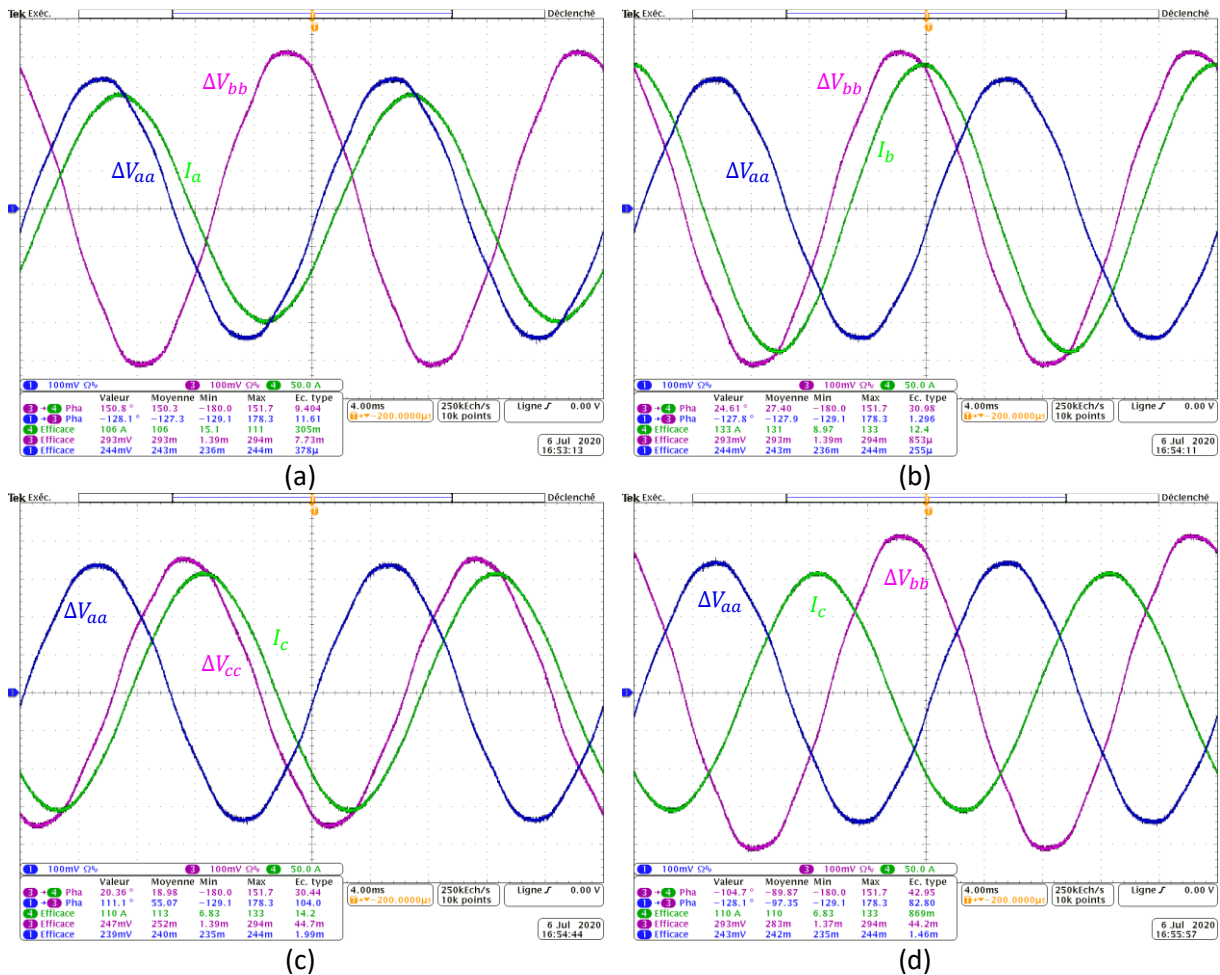 Tek Exéc. Déclenché
ΔVbb
ΔVaa Ia
1 100mV Ω 3 100mV Ω 4 50.0 A
Valeur Moyenne Min Max Ec. type
3 → 4 Pha 150.8 ° 150.3 −180.0 151.7 9.404
1 → 3 Pha −128.1 ° −127.3 −129.1 178.3 11.61
4 Efficace 106 A 106 15.1 111 305m
3 Efficace 293mV 293m 1.39m 294m 7.73m
1 Efficace 244mV 243m 236m 244m 378µ
4.00ms 250kEch/s Ligne 0.00 V
−200.0000µs 10k points
6 Jul 2020
16:53:13
(a)
Tek Exéc. Déclenché
ΔVbb
Ib
ΔVaa
1 100mV Ω 3 100mV Ω 4 50.0 A
Valeur Moyenne Min Max Ec. type
3 → 4 Pha 24.61 ° 27.40 −180.0 151.7 30.98
1 → 3 Pha −127.8 ° −127.9 −129.1 178.3 1.296
4 Efficace 133 A 131 8.97 133 12.4
3 Efficace 293mV 293m 1.39m 294m 853µ
1 Efficace 244mV 243m 236m 244m 255µ
4.00ms 250kEch/s Ligne 0.00 V
−200.0000µs 10k points
6 Jul 2020
16:54:11
(b)
Tek Exéc. Déclenché
ΔVaa Ic
ΔVcc
1 100mV Ω 3 100mV Ω 4 50.0 A
Valeur Moyenne Min Max Ec. type
3 → 4 Pha 20.36 ° 18.98 −180.0 151.7 30.44
1 → 3 Pha 111.1 ° 55.07 −129.1 178.3 104.0
4 Efficace 110 A 113 6.83 133 14.2
3 Efficace 247mV 252m 1.39m 294m 44.7m
1 Efficace 239mV 240m 235m 244m 1.99m
4.00ms 250kEch/s Ligne 0.00 V
−200.0000µs 10k points
6 Jul 2020
16:54:44
(c)
Tek Exéc. Déclenché
ΔVaa Ic ΔVbb
1 100mV Ω 3 100mV Ω 4 50.0 A
Valeur Moyenne Min Max Ec. type
3 → 4 Pha −104.7 ° −89.87 −180.0 151.7 42.95
1 → 3 Pha −128.1 ° −97.35 −129.1 178.3 82.80
4 Efficace 110 A 110 6.83 133 869m
3 Efficace 293mV 283m 1.37m 294m 44.2m
1 Efficace 243mV 242m 235m 244m 1.46m
4.00ms 250kEch/s Ligne 0.00 V
−200.0000µs 10k points
6 Jul 2020
16:55:57
(d)